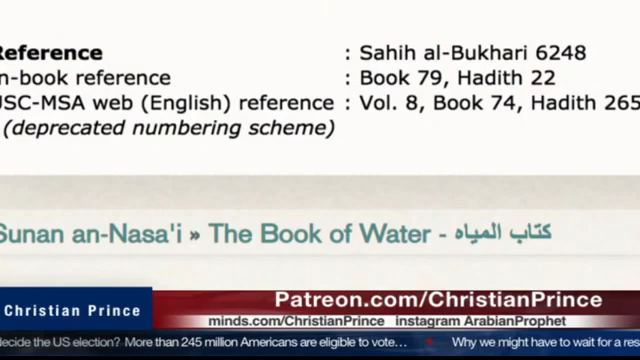 Reference : Sahih al-Bukhari 6248
n-book reference : Book 79, Hadith 22
USC-MSA web (English) reference : Vol. 8, Book 74, Hadith 265
(deprecated numbering scheme)
Sunan an-Nasa'i » The Book of Water - كتاب المياه
Christian Prince
Patreon.com/ChristianPrince
minds.com/ChristianPrince instagram ArabianProphet
decide the US election? More than 245 million Americans are eligible to vote… Why we might have to wait for a res